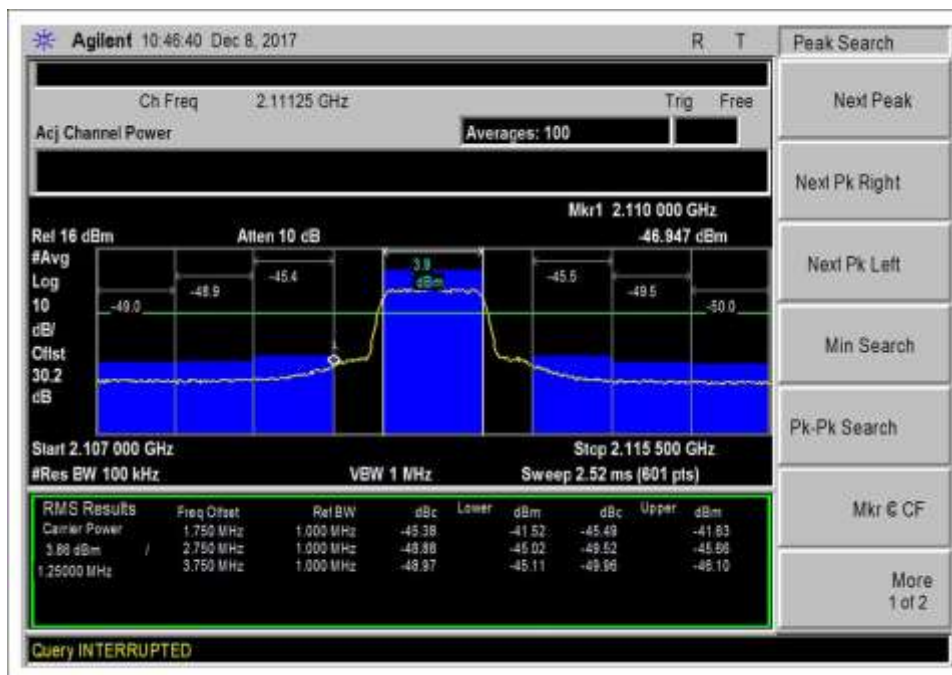 Agilent 10:46:40 Dec 8, 2017 R T
Peak Search
Ch Freq 2.11125 GHz Trig Free
Acj Channel Power Averages: 100
Mkr1 2.110 000 GHz
Rel 16 dBm Atten 10 dB -46.947 dBm
#Avg
Log
10
dB/
Offst
30.2
dB
-49.0 -48.9 -45.4 3.9 dBm -45.5 -49.5 -50.0
Start 2.107 000 GHz Stop 2.115 500 GHz
#Res BW 100 kHz VBW 1 MHz Sweep 2.52 ms (601 pts)
RMS Results Freq Offset Ref BW dBc Lower dBm dBc Upper dBm
Carrier Power 1.750 MHz 1.000 MHz -45.38 -41.52 -45.49 -41.63
3.86 dBm / 2.750 MHz 1.000 MHz -48.88 -45.02 -49.52 -45.66
1.25000 MHz 3.750 MHz 1.000 MHz -48.97 -45.11 -49.96 -46.10
Query INTERRUPTED
Next Peak
Next Pk Right
Next Pk Left
Min Search
Pk-Pk Search
Mkr © CF
More
1 of 2